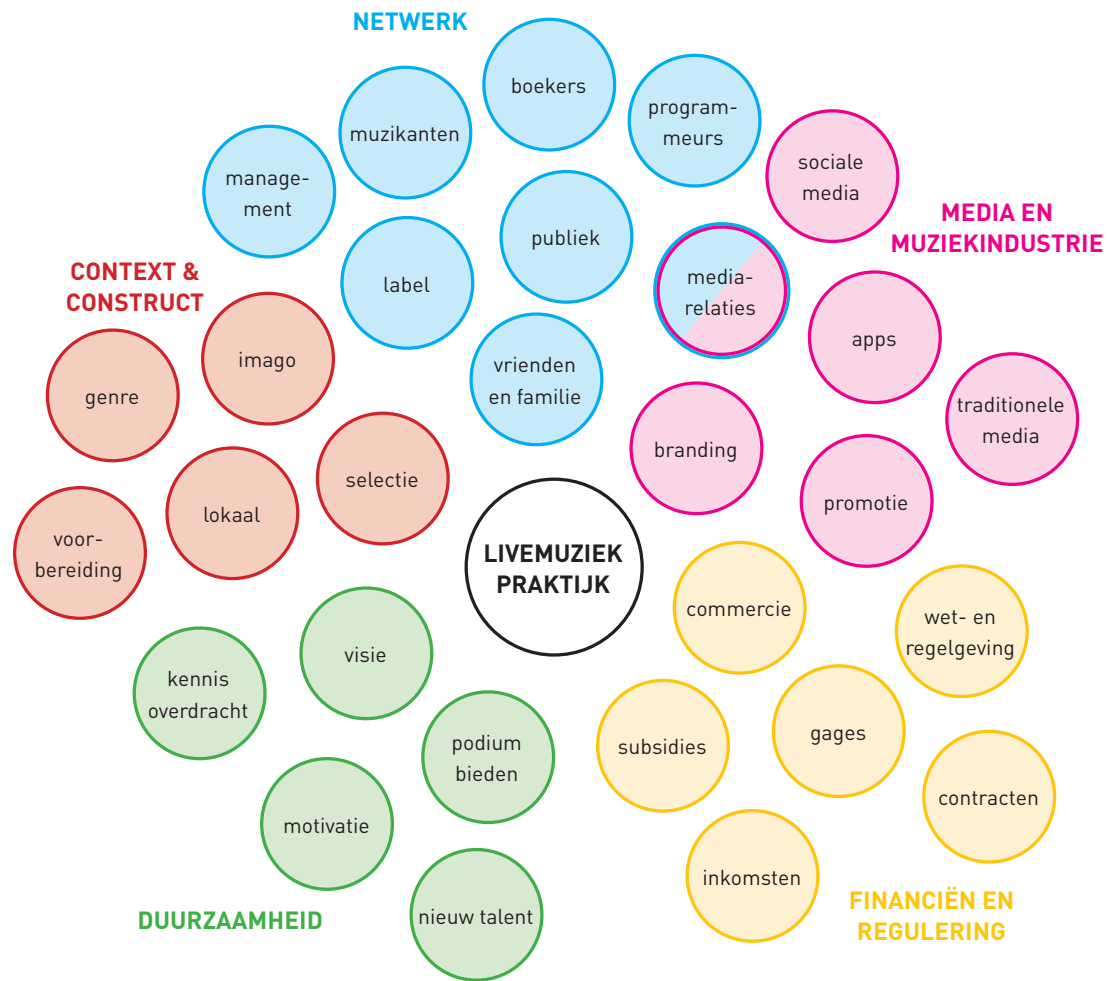 NETWERK
boekers
program-
meurs
muzikanten
manage-
ment
publiek
label
vrienden
en familie
media-
relaties
sociale
media
MEDIA EN
MUZIEKINDUSTRIE
apps
traditionele
media
branding
promotie
CONTEXT &
CONSTRUCT
imago
genre
selectie
lokaal
voor-
bereiding
LIVEMUZIEK
PRAKTIJK
commercie
wet- en
regelgeving
subsidies
gages
contracten
inkomsten
FINANCIËN EN
REGULERING
visie
kennis
overdracht
podium
bieden
motivatie
nieuw talent
DUURZAAMHEID